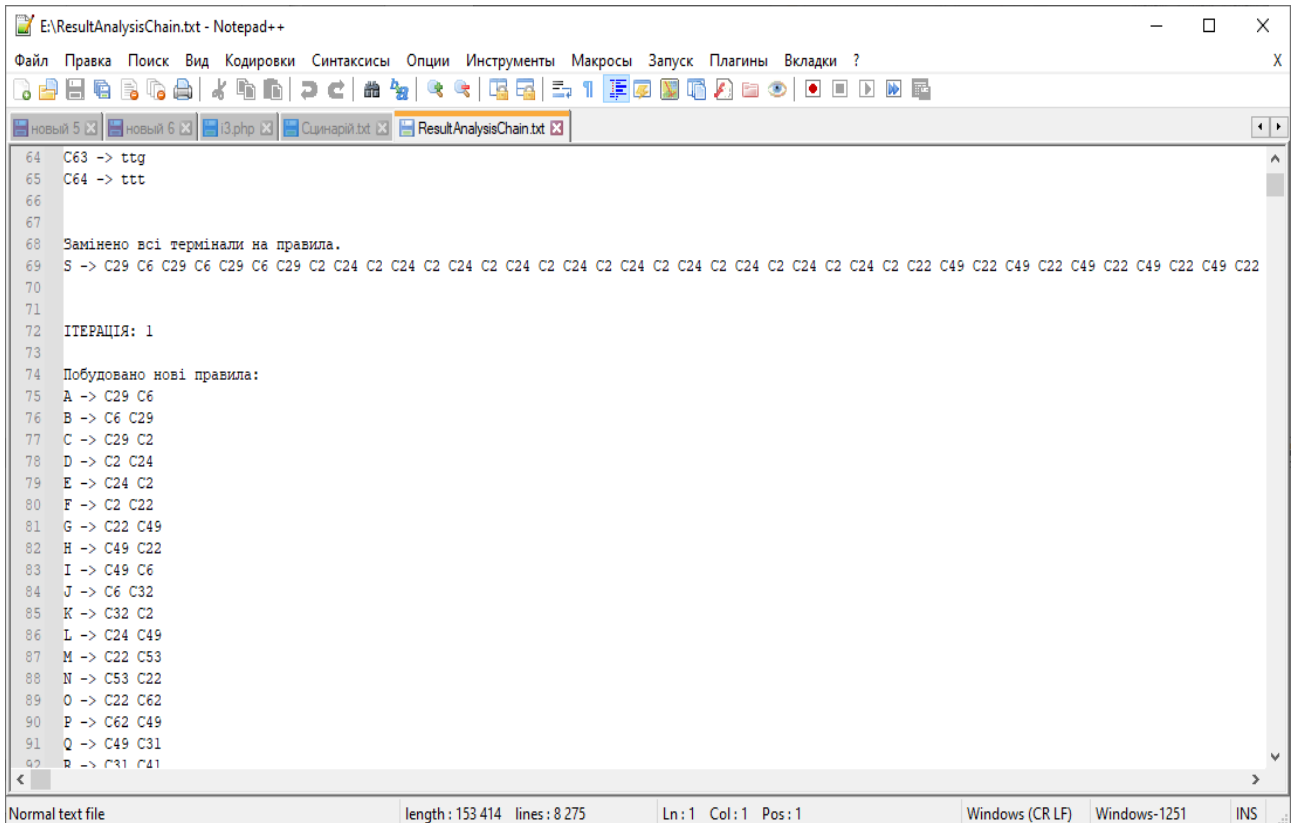 E:\ResultAnalysisChain.txt - Notepad++
Файл Правка Поиск Вид Кодировки Синтаксисы Опции Инструменты Макросы Запуск Плагины Вкладки ? X
новый 5 новый 6 i3.php Сцинарій.txt ResultAnalysisChain.txt
64 C63 -> ttg
65 C64 -> ttt
66
67
68 Замінено всі термінали на правила.
69 S -> C29 C6 C29 C6 C29 C6 C29 C2 C24 C2 C24 C2 C24 C2 C24 C2 C24 C2 C24 C2 C24 C2 C24 C2 C24 C2 C24 C2 C22 C49 C22 C49 C22 C49 C22 C49 C22 C49 C22
70
71
72 ІТЕРАЦІЯ: 1
73
74 Побудовано нові правила:
75 A -> C29 C6
76 B -> C6 C29
77 C -> C29 C2
78 D -> C2 C24
79 E -> C24 C2
80 F -> C2 C22
81 G -> C22 C49
82 H -> C49 C22
83 I -> C49 C6
84 J -> C6 C32
85 K -> C32 C2
86 L -> C24 C49
87 M -> C22 C53
88 N -> C53 C22
89 O -> C22 C62
90 P -> C62 C49
91 Q -> C49 C31
92 R -> C31 C41
Normal text file length : 153 414 lines : 8 275 Ln : 1 Col : 1 Pos : 1 Windows (CR LF) Windows-1251 INS